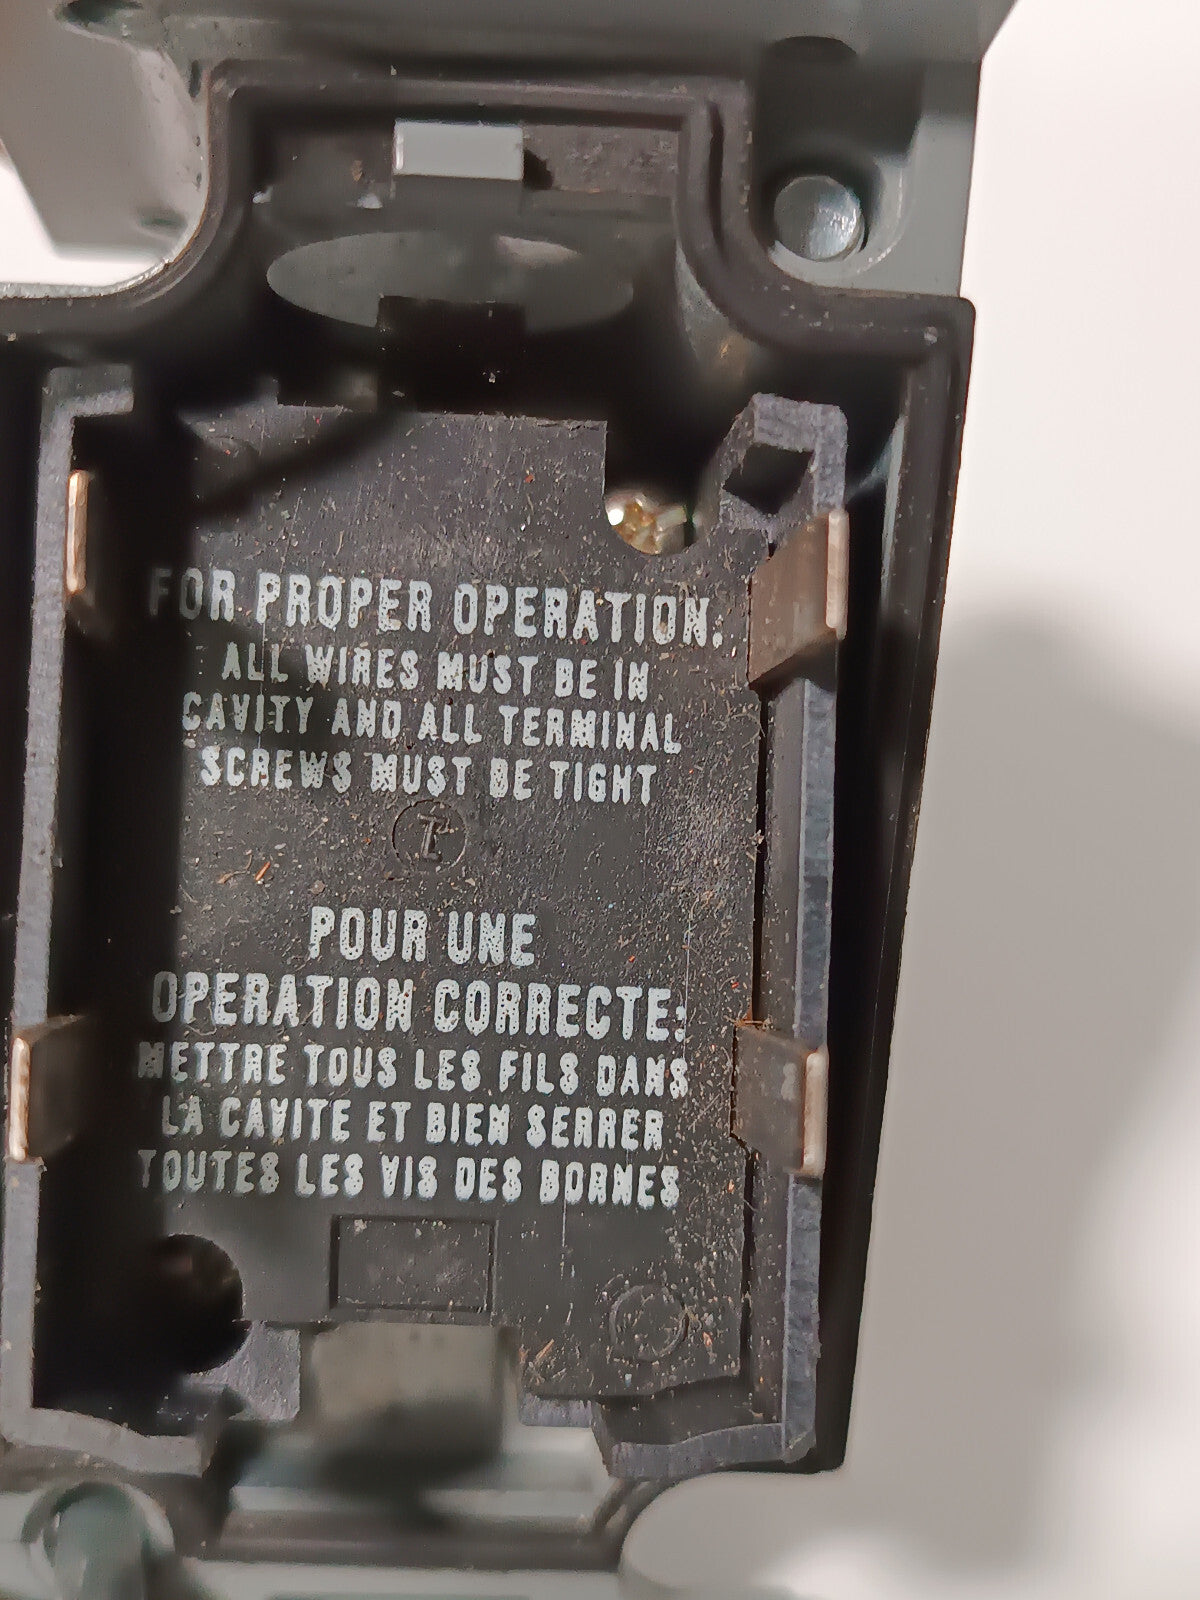 FOR PROPER OPERATION:
ALL WIRES MUST BE IN
CAVITY AND ALL TERMINAL
SCREWS MUST BE TIGHT
POUR UNE
OPERATION CORRECTE:
METTRE TOUS LES FILS DANS
LA CAVITE ET BIEN SERRER
TOUTES LES VIS DES BORNES